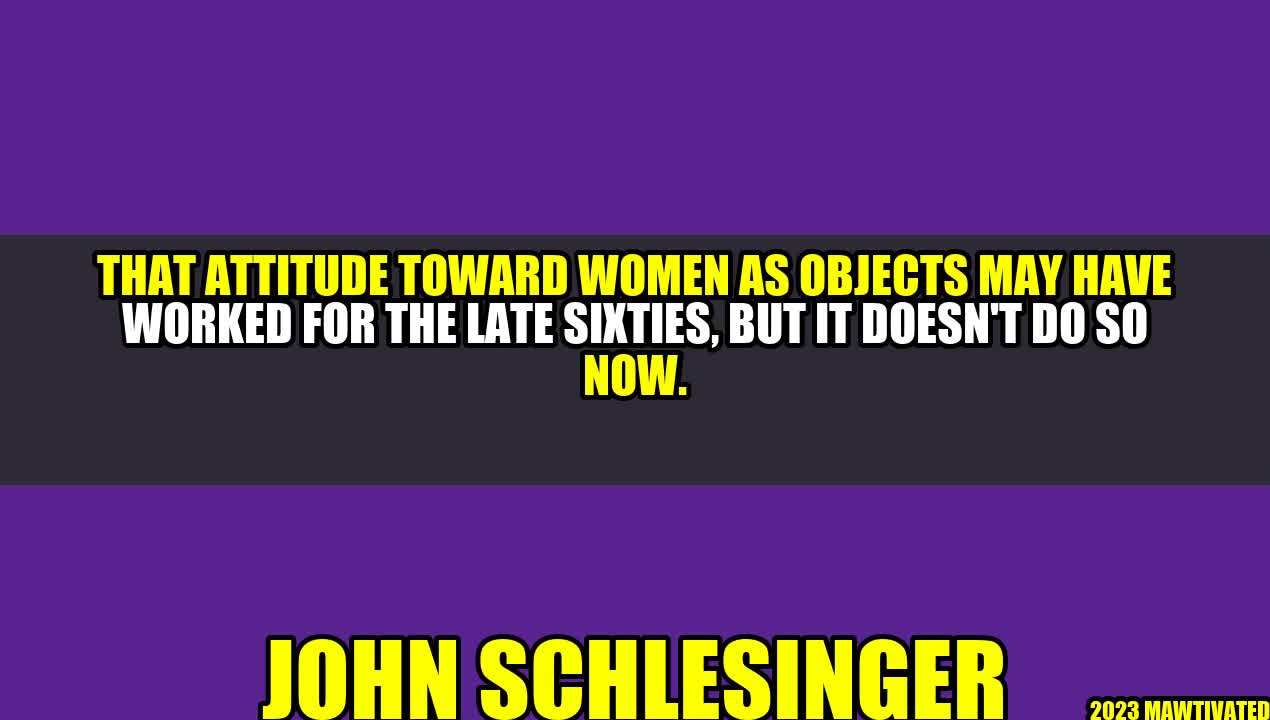 THAT ATTITUDE TOWARD WOMEN AS OBJECTS MAY HAVE
WORKED FOR THE LATE SIXTIES, BUT IT DOESN'T DO SO
NOW.
JOHN SCHLESINGER
2023 MAWTIVATED